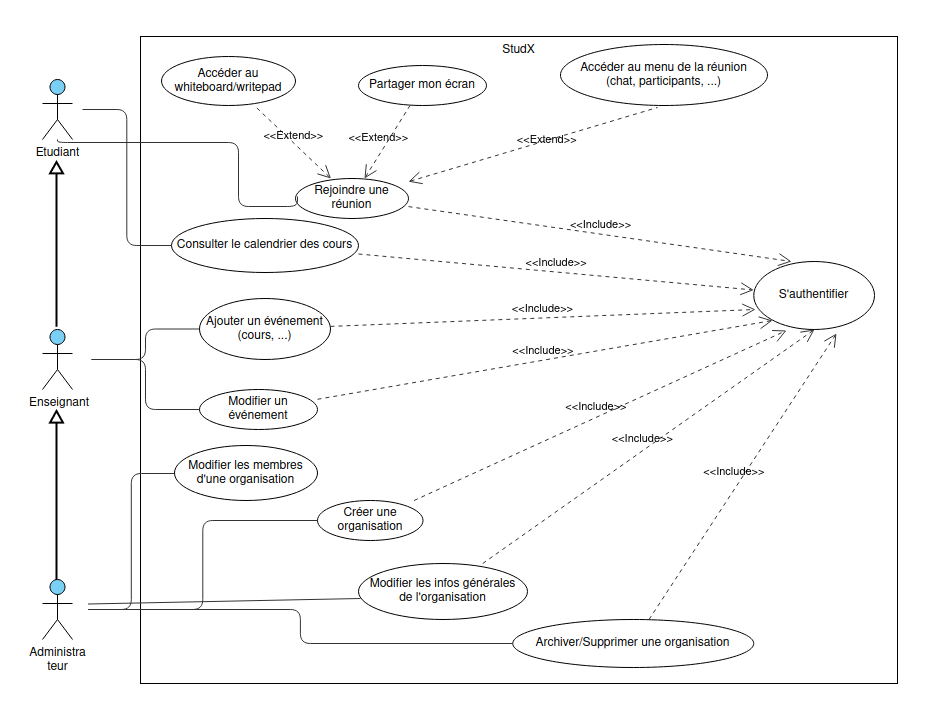 StudX
Accéder au
whiteboard/writepad
Partager mon écran
Accéder au menu de la réunion
(chat, participants, ...)
<<Extend>>
<<Extend>>
<<Extend>>
Etudiant
Rejoindre une
réunion
<<Include>>
Consulter le calendrier des cours
<<Include>>
S'authentifier
Ajouter un événement
(cours, ...)
<<Include>>
<<Include>>
Enseignant
Modifier un
événement
<<Include>>
<<Include>>
Modifier les membres
d'une organisation
<<Include>>
Créer une
organisation
Modifier les infos générales
de l'organisation
Administra
teur
Archiver/Supprimer une organisation